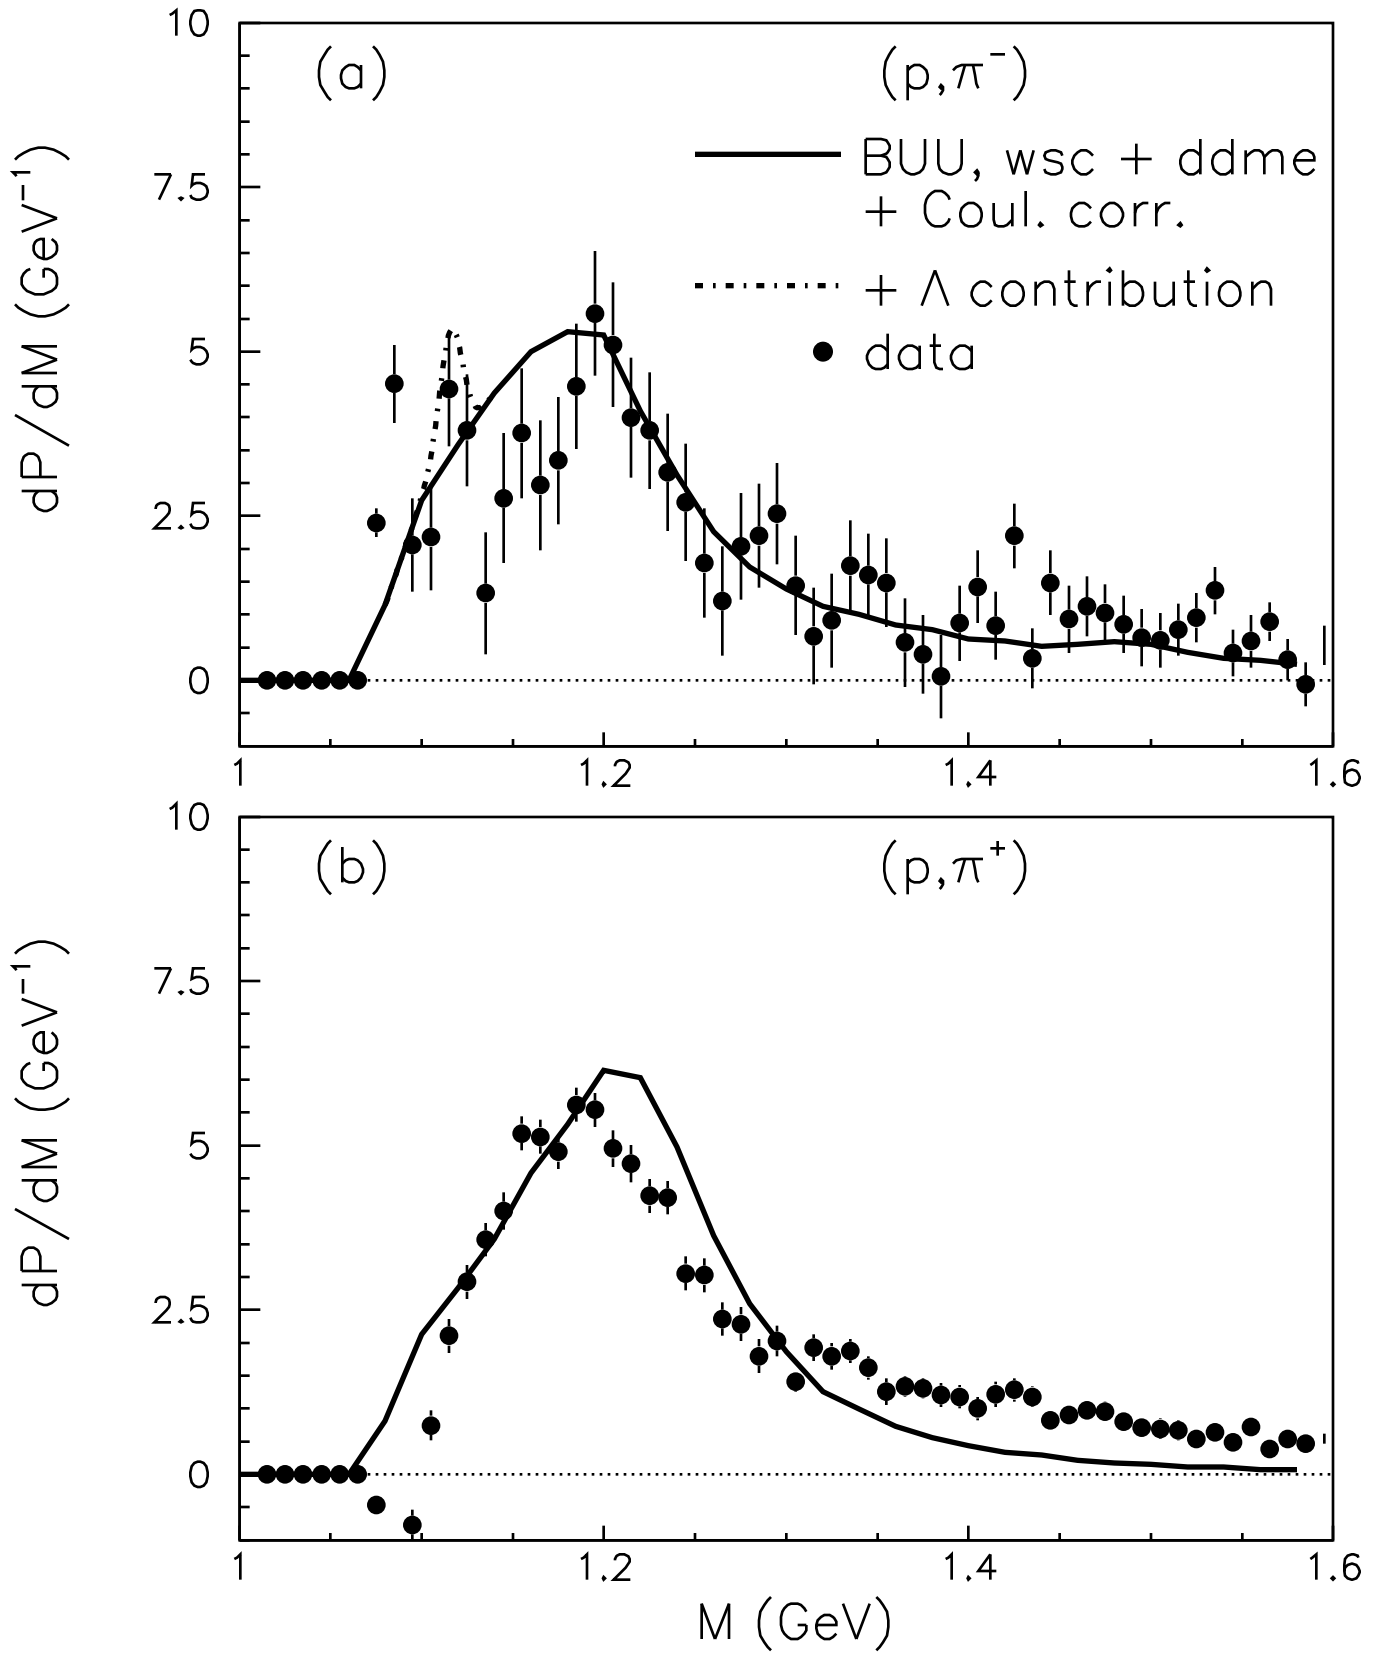 10
(a)
(p,π⁻)
BUU, wsc + ddme
+ Coul. corr.
+ Λ contribution
data
dP/dM (GeV⁻¹)
7.5
5
2.5
0
1
1.2
1.4
1.6
10
(b)
(p,π⁺)
dP/dM (GeV⁻¹)
7.5
5
2.5
0
1
1.2
1.4
1.6
M (GeV)